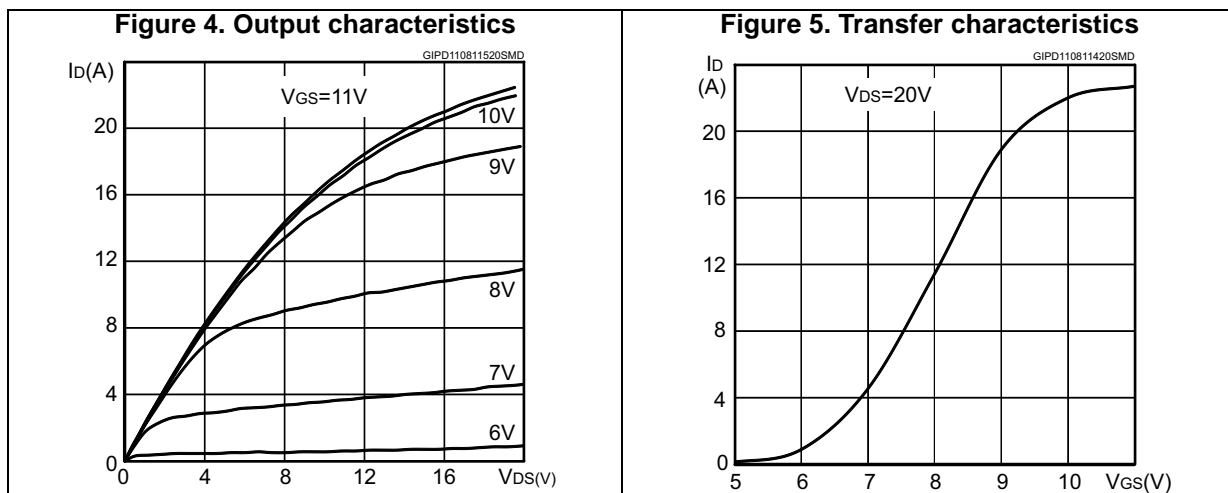 Figure 4. Output characteristics
GIPD110811520SMD
ID(A)
VGS=11V
10V
9V
8V
7V
6V
20
16
12
8
4
0
0 4 8 12 16 VDS(V)
Figure 5. Transfer characteristics
GIPD110811420SMD
ID
(A)
VDS=20V
20
16
12
8
4
0
5 6 7 8 9 10 VGS(V)